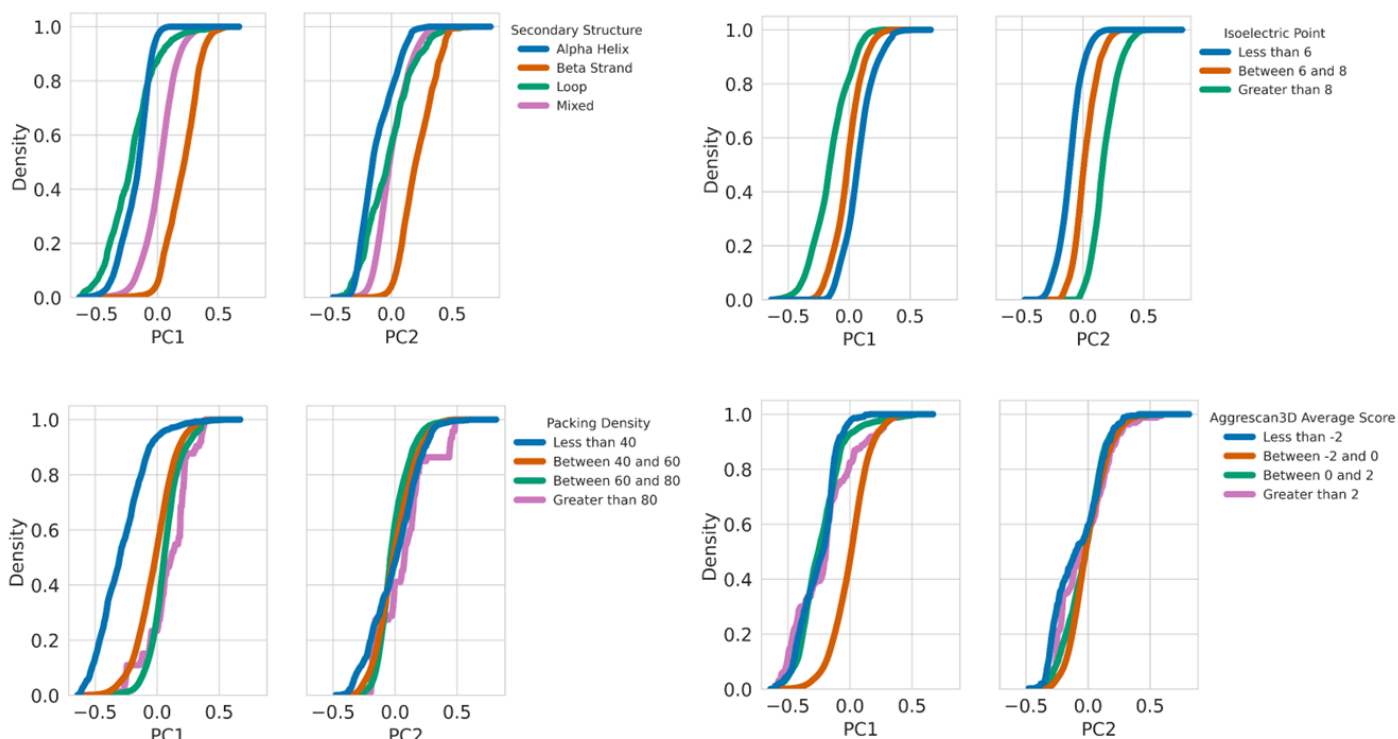 Secondary Structure
Alpha Helix
Beta Strand
Loop
Mixed
Density
1.0
0.8
0.6
0.4
0.2
0.0
−0.5 0.0 0.5
PC1
−0.5 0.0 0.5
PC2
Isoelectric Point
Less than 6
Between 6 and 8
Greater than 8
Density
1.0
0.8
0.6
0.4
0.2
0.0
−0.5 0.0 0.5
PC1
−0.5 0.0 0.5
PC2
Packing Density
Less than 40
Between 40 and 60
Between 60 and 80
Greater than 80
Density
1.0
0.8
0.6
0.4
0.2
0.0
−0.5 0.0 0.5
PC1
−0.5 0.0 0.5
PC2
Aggrescan3D Average Score
Less than -2
Between -2 and 0
Between 0 and 2
Greater than 2
Density
1.0
0.8
0.6
0.4
0.2
0.0
−0.5 0.0 0.5
PC1
−0.5 0.0 0.5
PC2